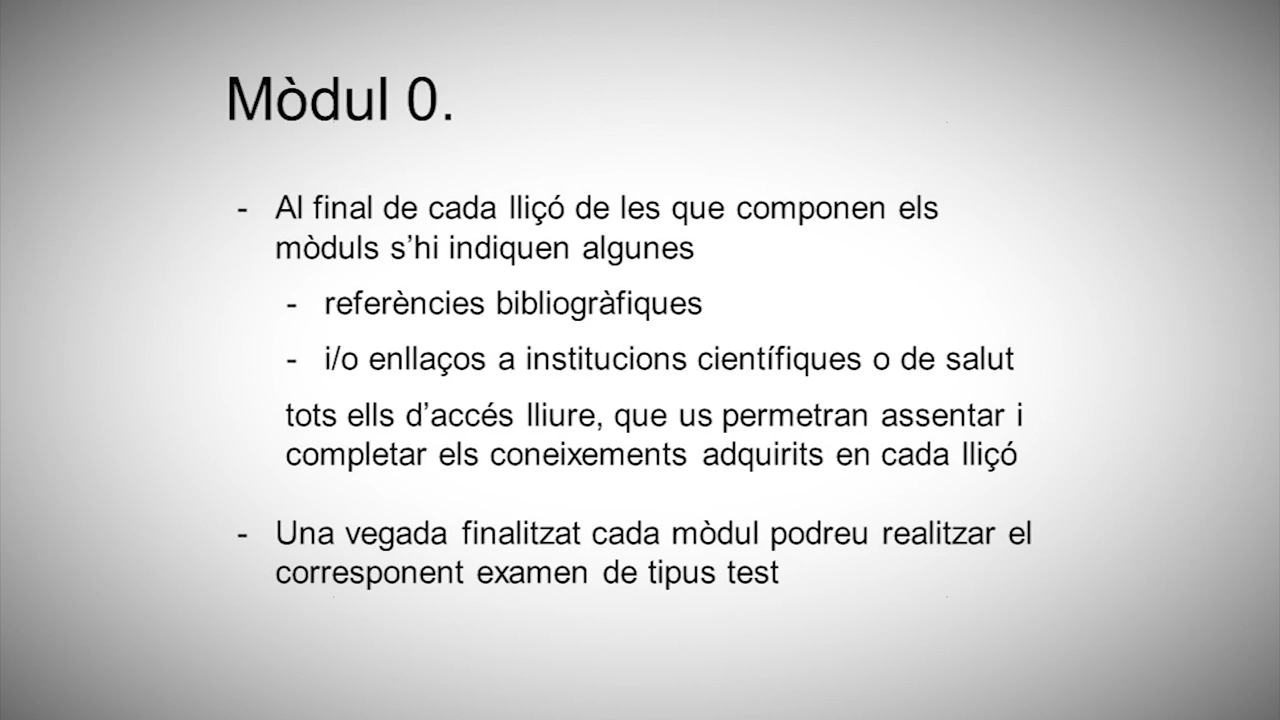 Mòdul 0.
- Al final de cada lliçó de les que componen els
mòduls s’hi indiquen algunes
- referències bibliogràfiques
- i/o enllaços a institucions científiques o de salut
tots ells d’accés lliure, que us permetran assentar i
completar els coneixements adquirits en cada lliçó
- Una vegada finalitzat cada mòdul podreu realitzar el
corresponent examen de tipus test